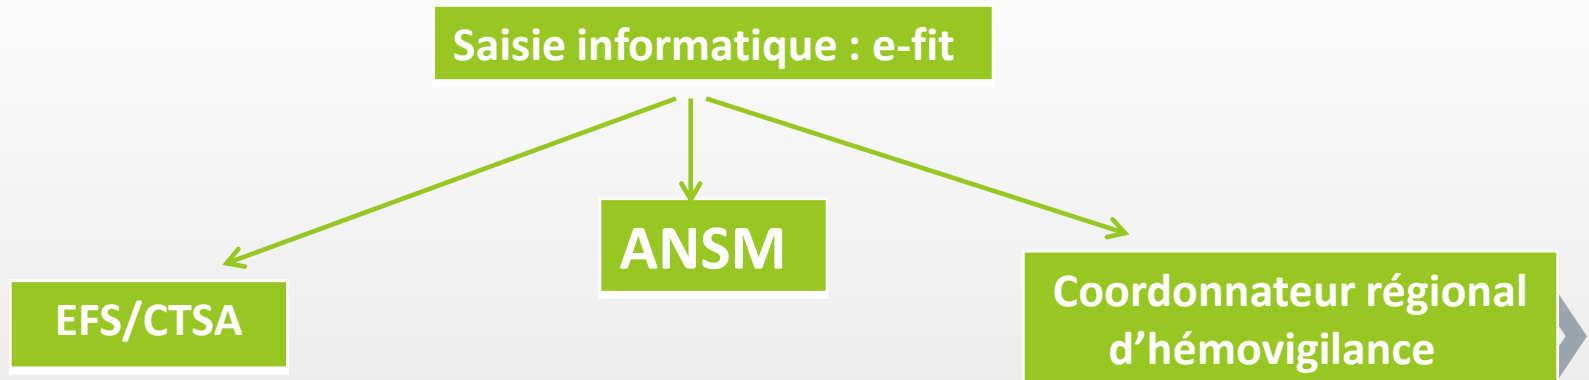 Saisie informatique : e-fit
ANSM
EFS/CTSA
Coordonnateur régional
d’hémovigilance